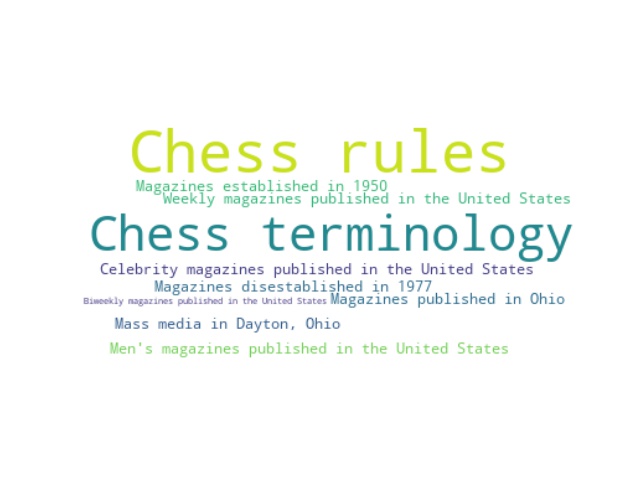 Chess rules
Magazines established in 1950
Weekly magazines published in the United States
Chess terminology
Celebrity magazines published in the United States
Magazines disestablished in 1977
Biweekly magazines published in the United States
Magazines published in Ohio
Mass media in Dayton, Ohio
Men's magazines published in the United States